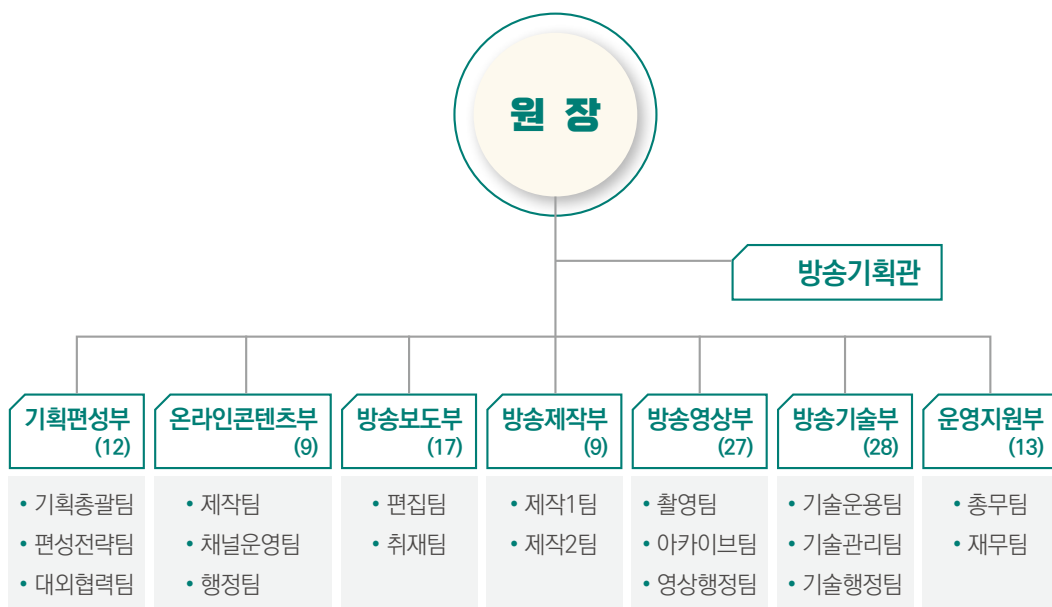 원 장
방송기획관
기획편성부
(12)
• 기획총괄팀
• 편성전략팀
• 대외협력팀
온라인콘텐츠부
(9)
• 제작팀
• 채널운영팀
• 행정팀
방송보도부
(17)
• 편집팀
• 취재팀
방송제작부
(9)
• 제작1팀
• 제작2팀
방송영상부
(27)
• 촬영팀
• 아카이브팀
• 영상행정팀
방송기술부
(28)
• 기술운용팀
• 기술관리팀
• 기술행정팀
운영지원부
(13)
• 총무팀
• 재무팀